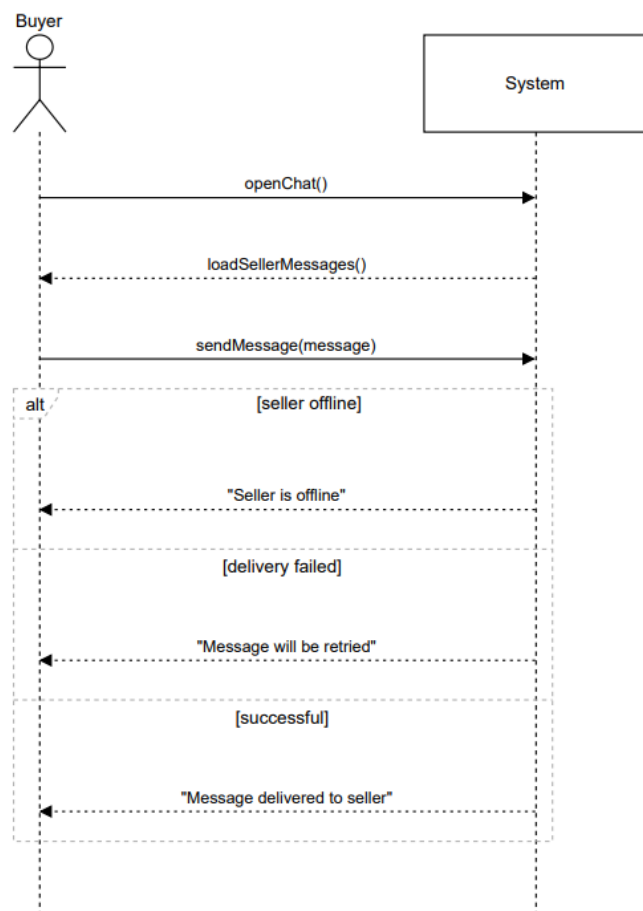 Buyer
System
openChat()
loadSellerMessages()
sendMessage(message)
alt
[seller offline]
"Seller is offline"
[delivery failed]
"Message will be retried"
[successful]
"Message delivered to seller"